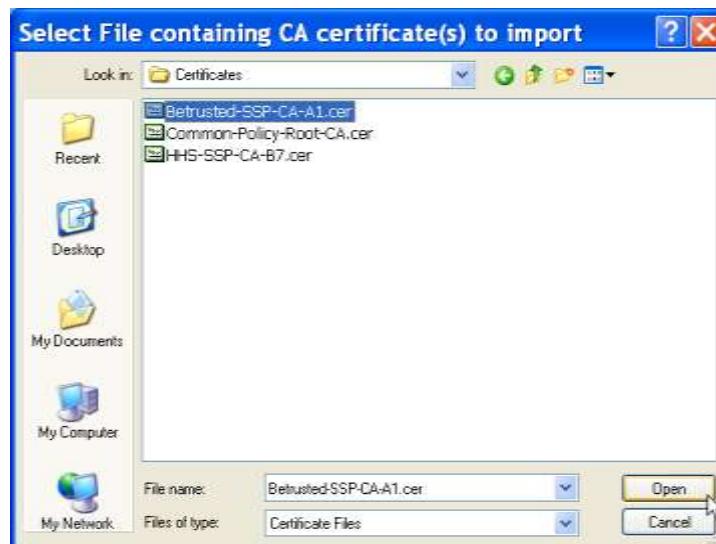 Select File containing CA certificate(s) to import
Look in: Certificates
Betrusted-SSP-CA-A1.cer
Common-Policy-Root-CA.cer
HHS-SSP-CA-B7.cer
Recent
Desktop
My Documents
My Computer
My Network
File name: Betrusted-SSP-CA-A1.cer Open
Files of type: Certificate Files Cancel